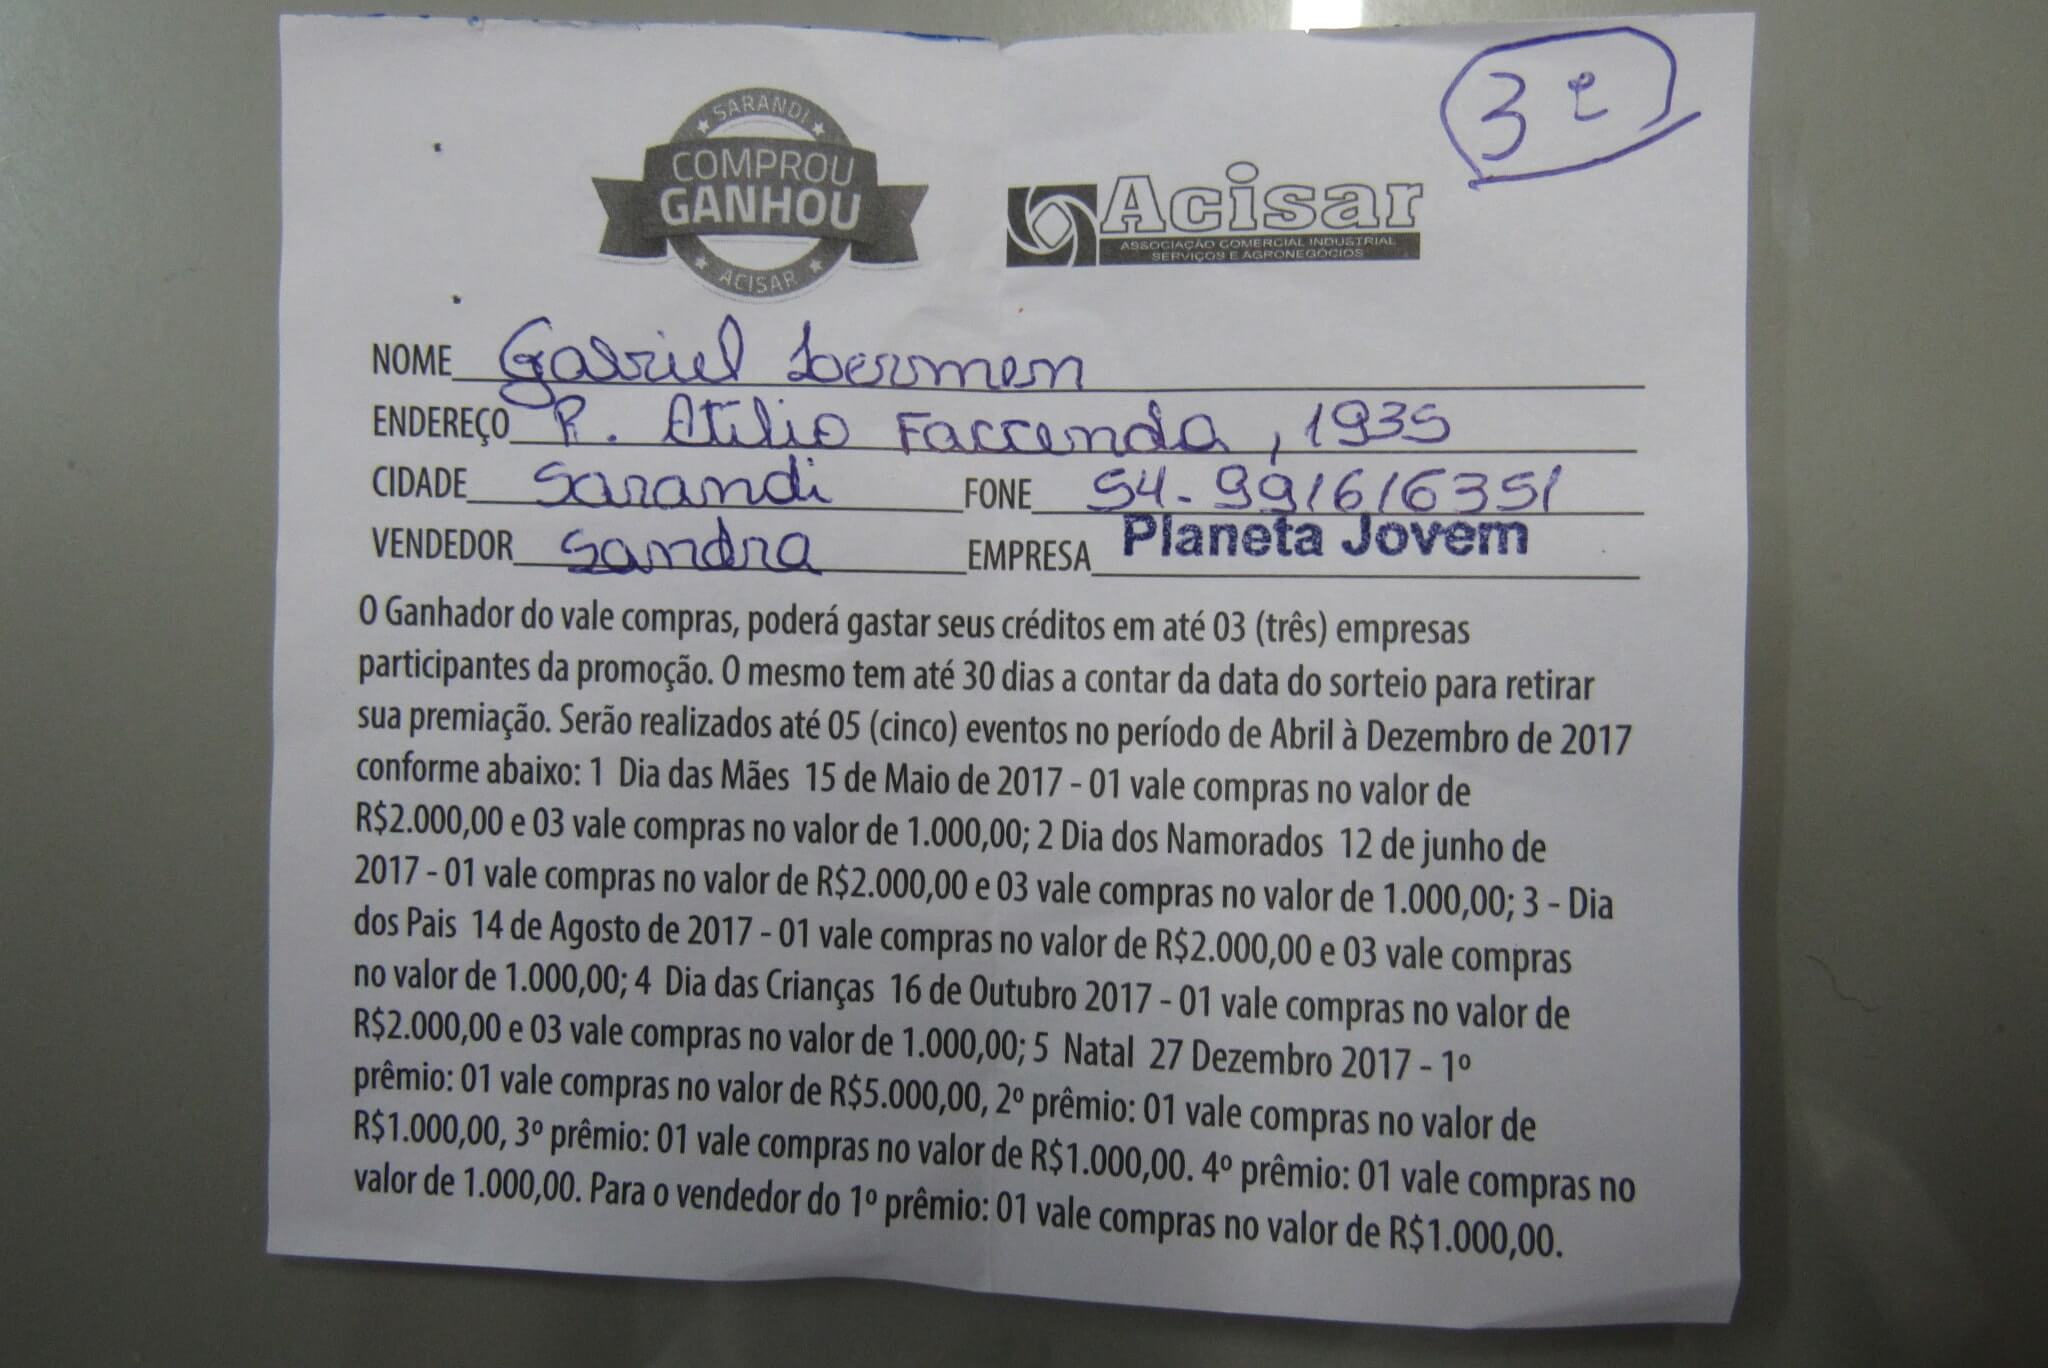 3º
SARANDI
COMPROU
GANHOU
ACISAR
Acisar
ASSOCIAÇÃO COMERCIAL INDUSTRIAL
SERVIÇOS E AGRONEGÓCIOS
NOME Gabriel Lermen
ENDEREÇO R. Atilio Faccenda, 1935
CIDADE Sarandi FONE 54-991616351
VENDEDOR Sandra EMPRESA Planeta Jovem
O Ganhador do vale compras, poderá gastar seus créditos em até 03 (três) empresas
participantes da promoção. O mesmo tem até 30 dias a contar da data do sorteio para retirar
sua premiação. Serão realizados até 05 (cinco) eventos no período de Abril à Dezembro de 2017
conforme abaixo: 1 Dia das Mães 15 de Maio de 2017 - 01 vale compras no valor de
R$2.000,00 e 03 vale compras no valor de 1.000,00; 2 Dia dos Namorados 12 de junho de
2017 - 01 vale compras no valor de R$2.000,00 e 03 vale compras no valor de 1.000,00; 3 - Dia
dos Pais 14 de Agosto de 2017 - 01 vale compras no valor de R$2.000,00 e 03 vale compras
no valor de 1.000,00; 4 Dia das Crianças 16 de Outubro 2017 - 01 vale compras no valor de
R$2.000,00 e 03 vale compras no valor de 1.000,00; 5 Natal 27 Dezembro 2017 - 1º
prêmio: 01 vale compras no valor de R$5.000,00, 2º prêmio: 01 vale compras no valor de
R$1.000,00, 3º prêmio: 01 vale compras no valor de R$1.000,00. 4º prêmio: 01 vale compras no
valor de 1.000,00. Para o vendedor do 1º prêmio: 01 vale compras no valor de R$1.000,00.